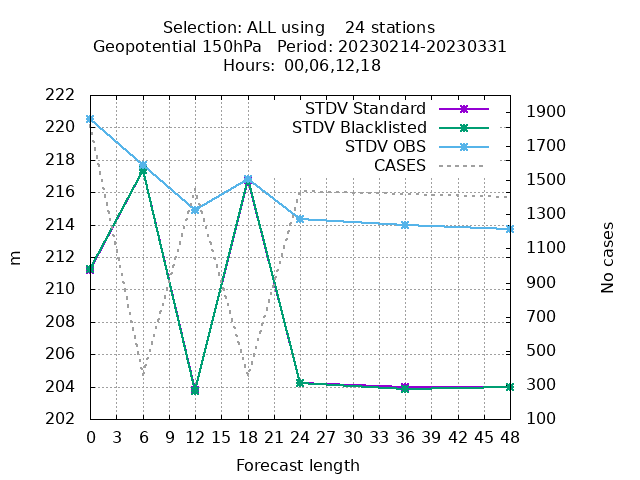 Selection: ALL using    24 stations
Geopotential 150hPa   Period: 20230214-20230331
Hours: 00,06,12,18
STDV Standard
STDV Blacklisted
STDV OBS
CASES
222
220
218
216
214
212
210
208
206
204
202
m
1900
1700
1500
1300
1100
900
700
500
300
100
No cases
0 3 6 9 12 15 18 21 24 27 30 33 36 39 42 45 48
Forecast length